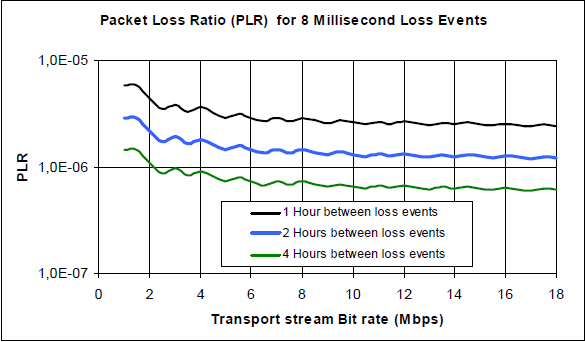 Packet Loss Ratio (PLR) for 8 Millisecond Loss Events
1,0E-05
1,0E-06
1,0E-07
PLR
1 Hour between loss events
2 Hours between loss events
4 Hours between loss events
0 2 4 6 8 10 12 14 16 18
Transport stream Bit rate (Mbps)